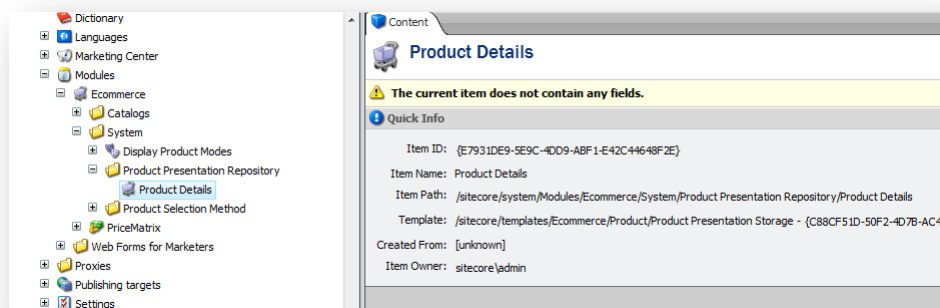 Dictionary
Languages
Marketing Center
Modules
Ecommerce
Catalogs
System
Display Product Modes
Product Presentation Repository
Product Details
Product Selection Method
PriceMatrix
Web Forms for Marketers
Proxies
Publishing targets
Settings
Content
Product Details
The current item does not contain any fields.
Quick Info
Item ID: {E7931DE9-5E9C-4DD9-ABF1-E42C44648F2E}
Item Name: Product Details
Item Path: /sitecore/system/Modules/Ecommerce/System/Product Presentation Repository/Product Details
Template: /sitecore/templates/Ecommerce/Product/Product Presentation Storage - {C88CF51D-50F2-4D7B-AC4
Created From: [unknown]
Item Owner: sitecore\admin